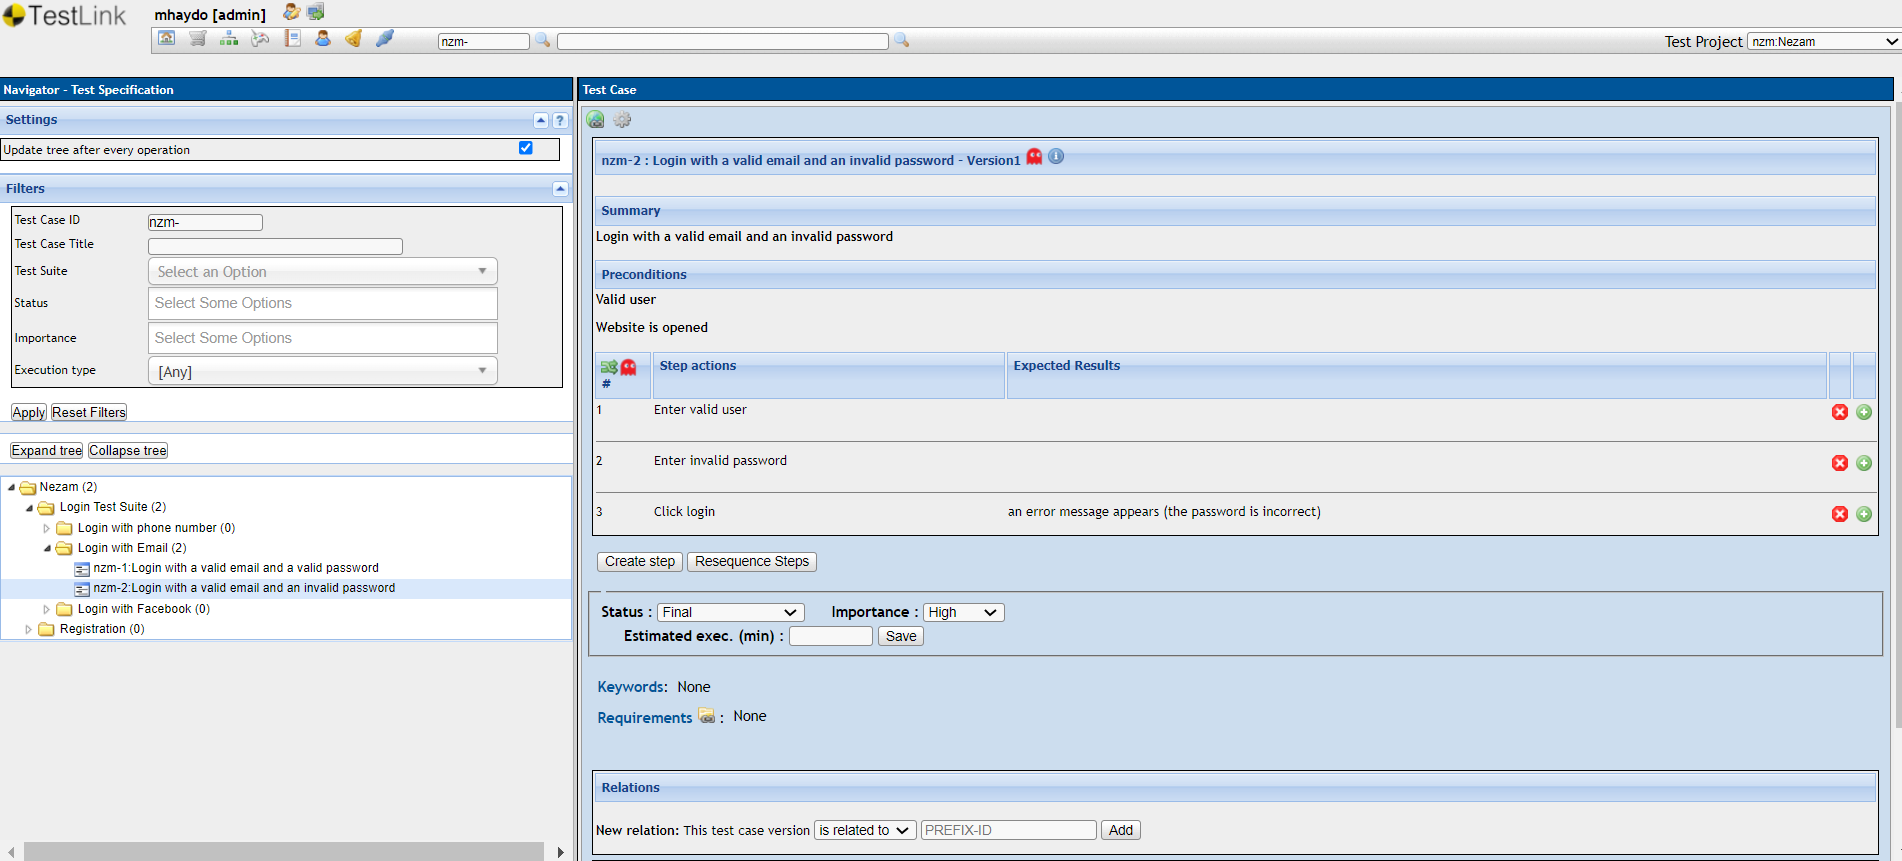 TestLink
mhaydo [admin]
nzm-
Test Project nzm:Nezam
Navigator - Test Specification
Settings
?
Update tree after every operation
Filters
Test Case ID nzm-
Test Case Title
Test Suite Select an Option
Status Select Some Options
Importance Select Some Options
Execution type [Any]
Apply Reset Filters
Expand tree Collapse tree
Nezam (2)
Login Test Suite (2)
Login with phone number (0)
Login with Email (2)
nzm-1:Login with a valid email and a valid password
nzm-2:Login with a valid email and an invalid password
Login with Facebook (0)
Registration (0)
Test Case
nzm-2 : Login with a valid email and an invalid password - Version1
Summary
Login with a valid email and an invalid password
Preconditions
Valid user
Website is opened
# Step actions Expected Results
1 Enter valid user
2 Enter invalid password
3 Click login an error message appears (the password is incorrect)
Create step Resequence Steps
Status : Final Importance : High
Estimated exec. (min) : Save
Keywords: None
Requirements : None
Relations
New relation: This test case version is related to PREFIX-ID Add